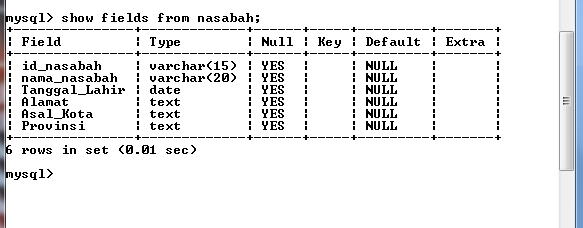 mysql> show fields from nasabah;
+---------------+-------------+------+-----+---------+-------+
| Field         | Type        | Null | Key | Default | Extra |
+---------------+-------------+------+-----+---------+-------+
| id_nasabah    | varchar(15) | YES  |     | NULL    |       |
| nama_nasabah  | varchar(20) | YES  |     | NULL    |       |
| Tanggal_Lahir | date        | YES  |     | NULL    |       |
| Alamat        | text        | YES  |     | NULL    |       |
| Asal_Kota     | text        | YES  |     | NULL    |       |
| Provinsi      | text        | YES  |     | NULL    |       |
+---------------+-------------+------+-----+---------+-------+
6 rows in set (0.01 sec)
mysql>